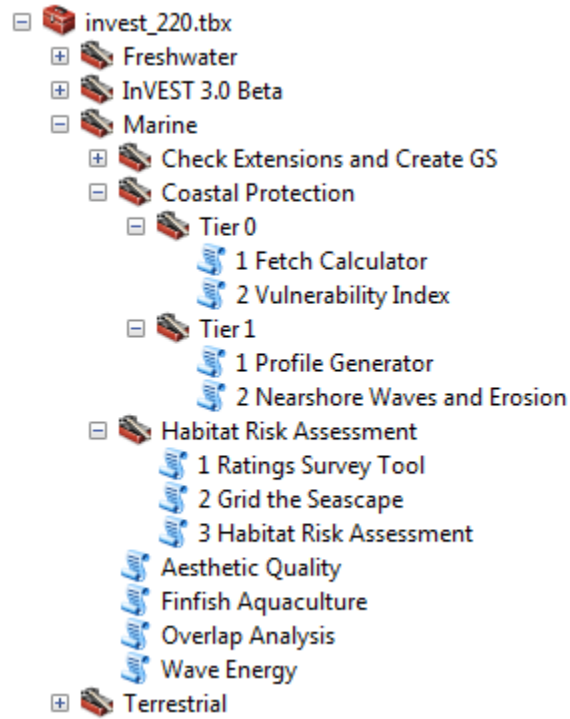 invest_220.tbx
Freshwater
InVEST 3.0 Beta
Marine
Check Extensions and Create GS
Coastal Protection
Tier 0
1 Fetch Calculator
2 Vulnerability Index
Tier 1
1 Profile Generator
2 Nearshore Waves and Erosion
Habitat Risk Assessment
1 Ratings Survey Tool
2 Grid the Seascape
3 Habitat Risk Assessment
Aesthetic Quality
Finfish Aquaculture
Overlap Analysis
Wave Energy
Terrestrial